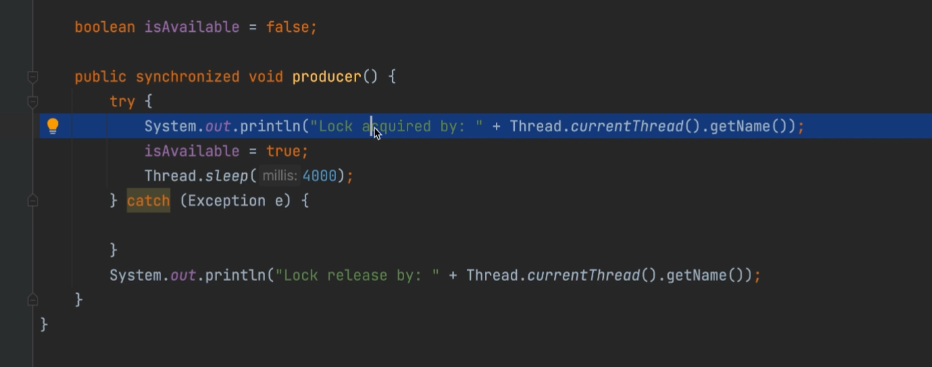 boolean isAvailable = false;
public synchronized void producer() {
try {
System.out.println("Lock acquired by: " + Thread.currentThread().getName());
isAvailable = true;
Thread.sleep( millis: 4000);
} catch (Exception e) {
}
System.out.println("Lock release by: " + Thread.currentThread().getName());
}
}